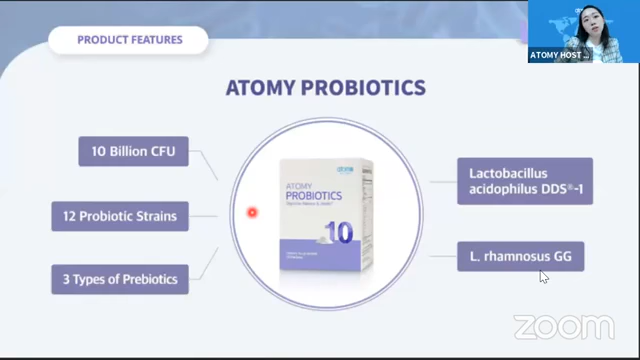 PRODUCT FEATURES
ATOMY HOST ...
ATOMY PROBIOTICS
10 Billion CFU
12 Probiotic Strains
3 Types of Prebiotics
ATOMY
PROBIOTICS
10
Lactobacillus
acidophilus DDS®-1
L. rhamnosus GG
zoom